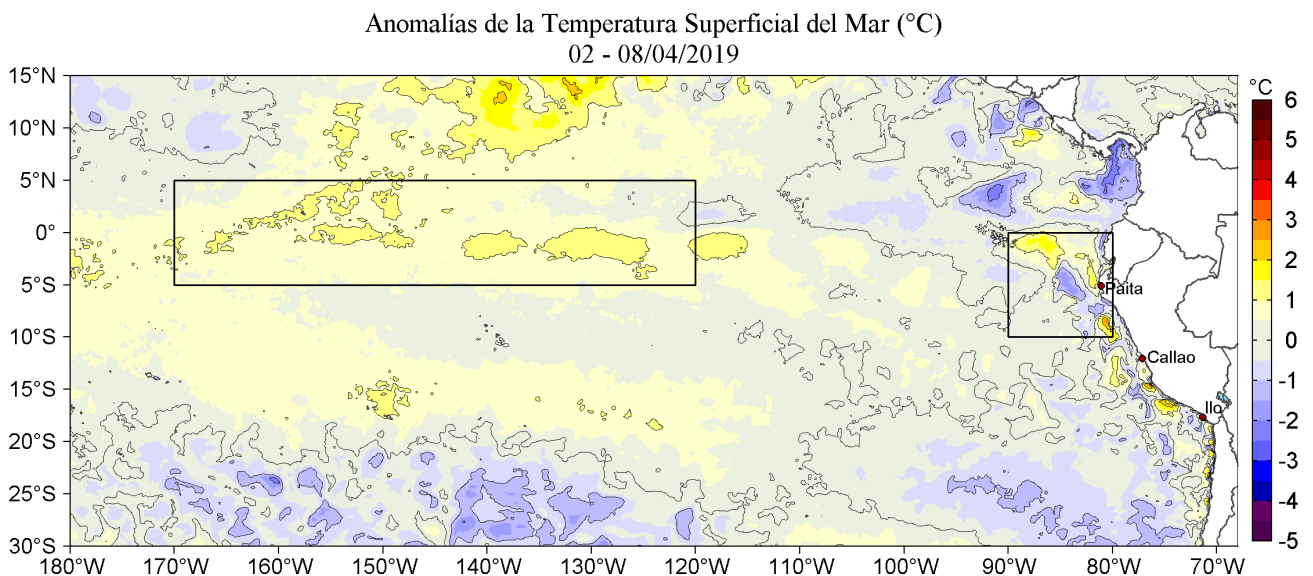 Anomalías de la Temperatura Superficial del Mar (°C)
02 - 08/04/2019
15°N
10°N
5°N
0°
5°S
10°S
15°S
20°S
25°S
30°S
180°W
170°W
160°W
150°W
140°W
130°W
120°W
110°W
100°W
90°W
80°W
70°W
Paita
Callao
Ilo
°C
6
5
4
3
2
1
0
-1
-2
-3
-4
-5